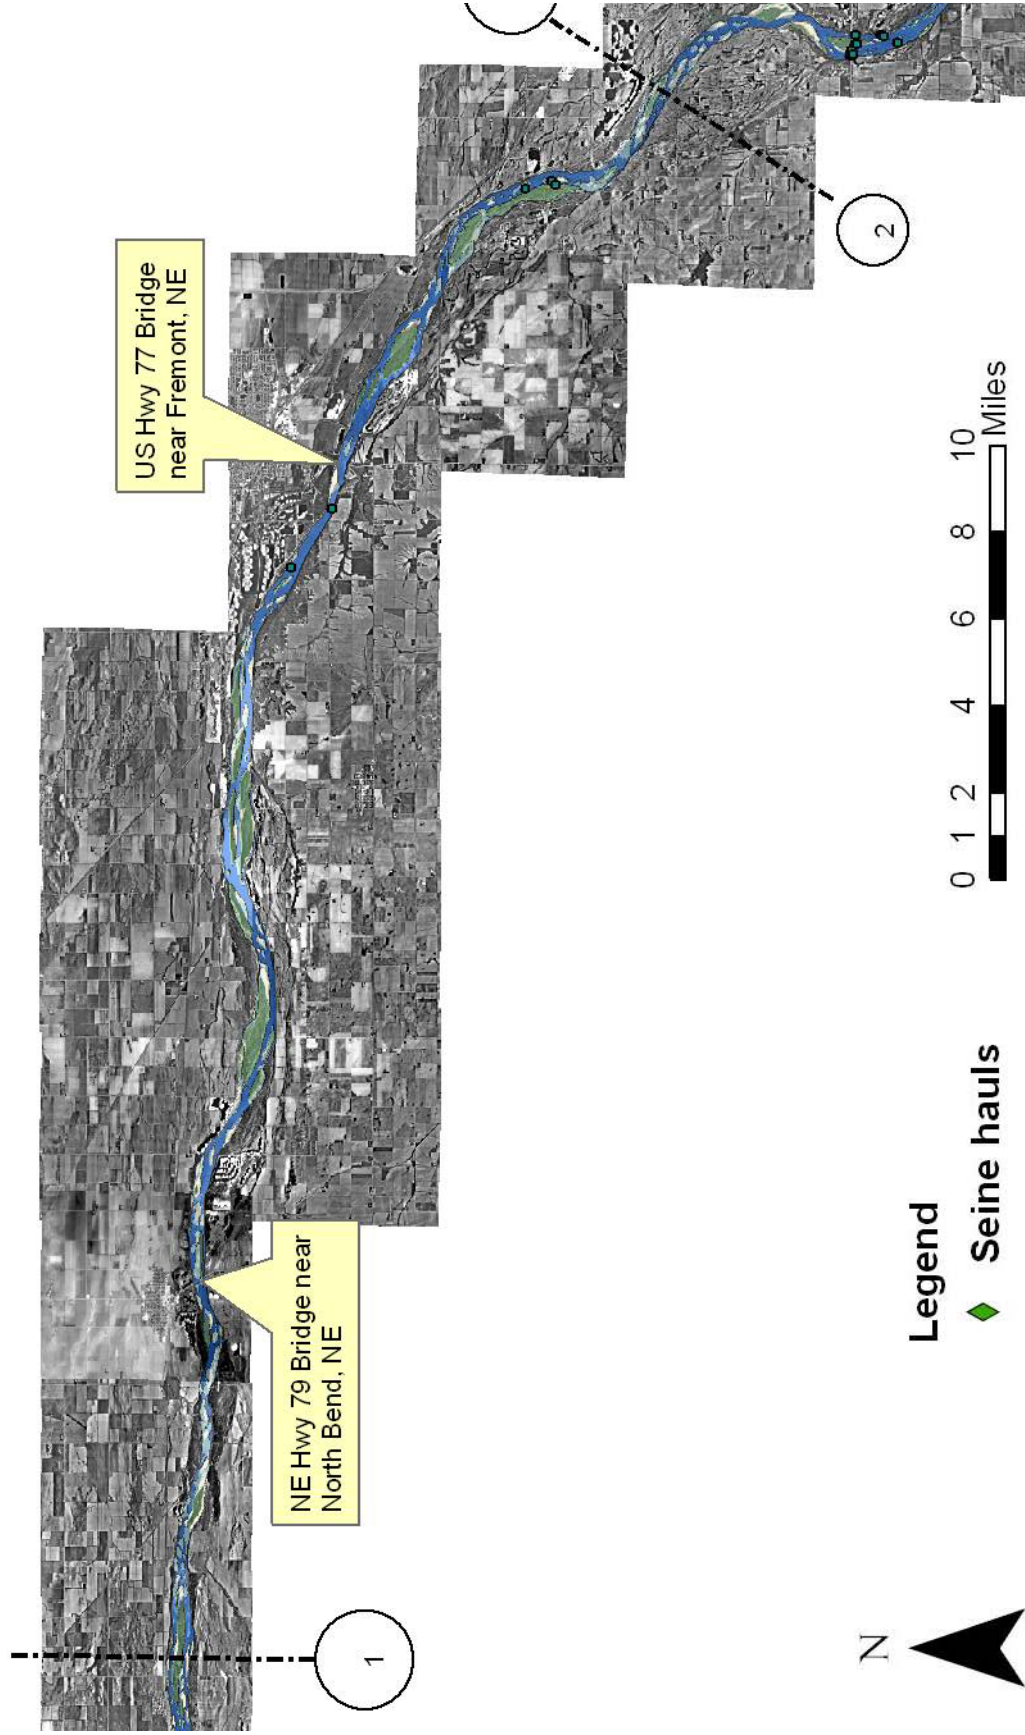 US Hwy 77 Bridge
near Fremont, NE
NE Hwy 79 Bridge near
North Bend, NE
1
2
0 1 2 4 6 8 10
Miles
N
Legend
Seine hauls